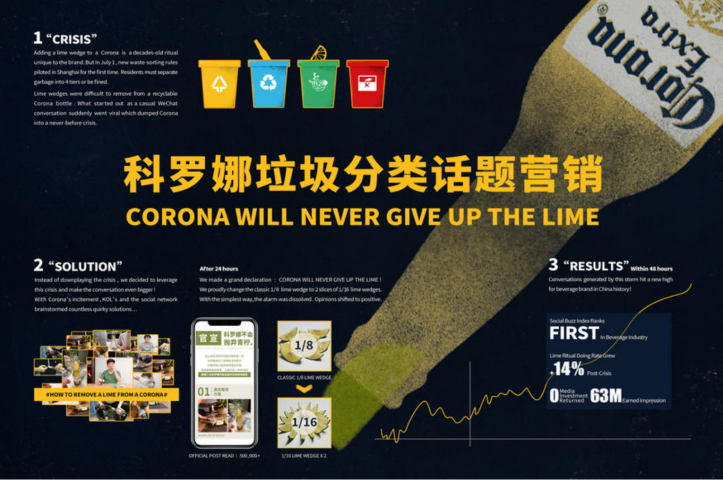 1 “CRISIS”
Adding a lime wedge to a Corona is a decades-old ritual
unique to the brand .But In July 1 , new waste-sorting rules
piloted in Shanghai for the first time. Residents must separate
garbage into 4 tiers or be fined.
Lime wedges were difficult to remove from a recyclable
Corona bottle . What started out as a casual WeChat
conversation suddenly went viral which dumped Corona
into a never-before crisis.
Corona
Extra
科罗娜垃圾分类话题营销
CORONA WILL NEVER GIVE UP THE LIME
2 “SOLUTION”
Instead of downplaying the crisis , we decided to leverage
this crisis and make the conversation even bigger !
With Corona's incitement , KOL's and the social network
brainstormed countless quirky solutions…
#HOW TO REMOVE A LIME FROM A CORONA#
After 24 hours
We made a grand declaration : CORONA WILL NEVER GIVE UP THE LIME !
We proudly change the classic 1/8 lime wedge to 2 slices of 1/16 lime wedges.
With the simplest way, the alarm was dissolved . Opinions shifted to positive.
官宣
科罗娜不会
抛弃青柠。
01
OFFICIAL POST READ : 500,000+
1/8
CLASSIC 1/8 LIME WEDGE
1/16
1/16 LIME WEDGE X 2
3 “RESULTS” Within 48 hours
Conversations generated by this storm hit a new high
for beverage brand in China history!
Social Buzz Index Ranks
FIRST In Beverage Industry
Lime Ritual Doing Rate Grew
14% Post-Crisis
0 Media Investment Returned 63M Earned Impression